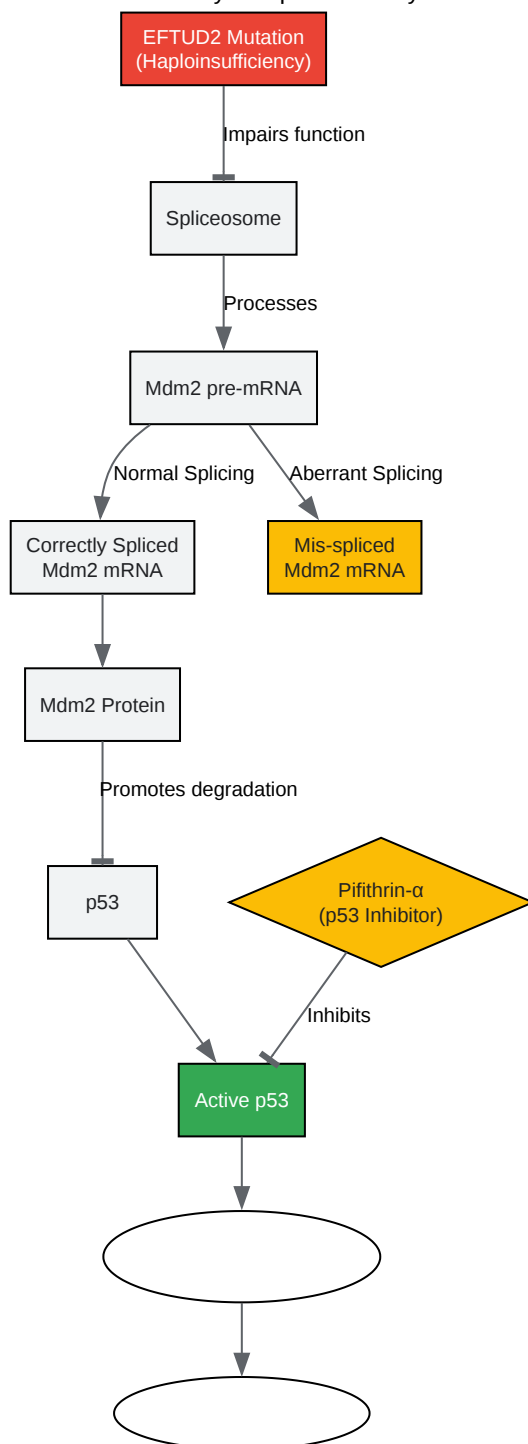 EFTUD2 Mutation
(Haploinsufficiency)
Impairs function
Spliceosome
Processes
Mdm2 pre-mRNA
Normal Splicing
Aberrant Splicing
Correctly Spliced
Mdm2 mRNA
Mis-spliced
Mdm2 mRNA
Mdm2 Protein
Promotes degradation
p53
Pifithrin-α
(p53 Inhibitor)
Inhibits
Active p53